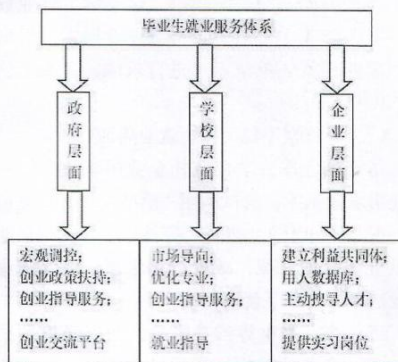 毕业生就业服务体系
政府层面
学校层面
企业层面
宏观调控;
创业政策扶持;
创业指导服务;
……
创业交流平台
市场导向;
优化专业;
创业指导服务;
……
就业指导
建立利益共同体;
用人数据库;
主动搜寻人才;
……
提供实习岗位